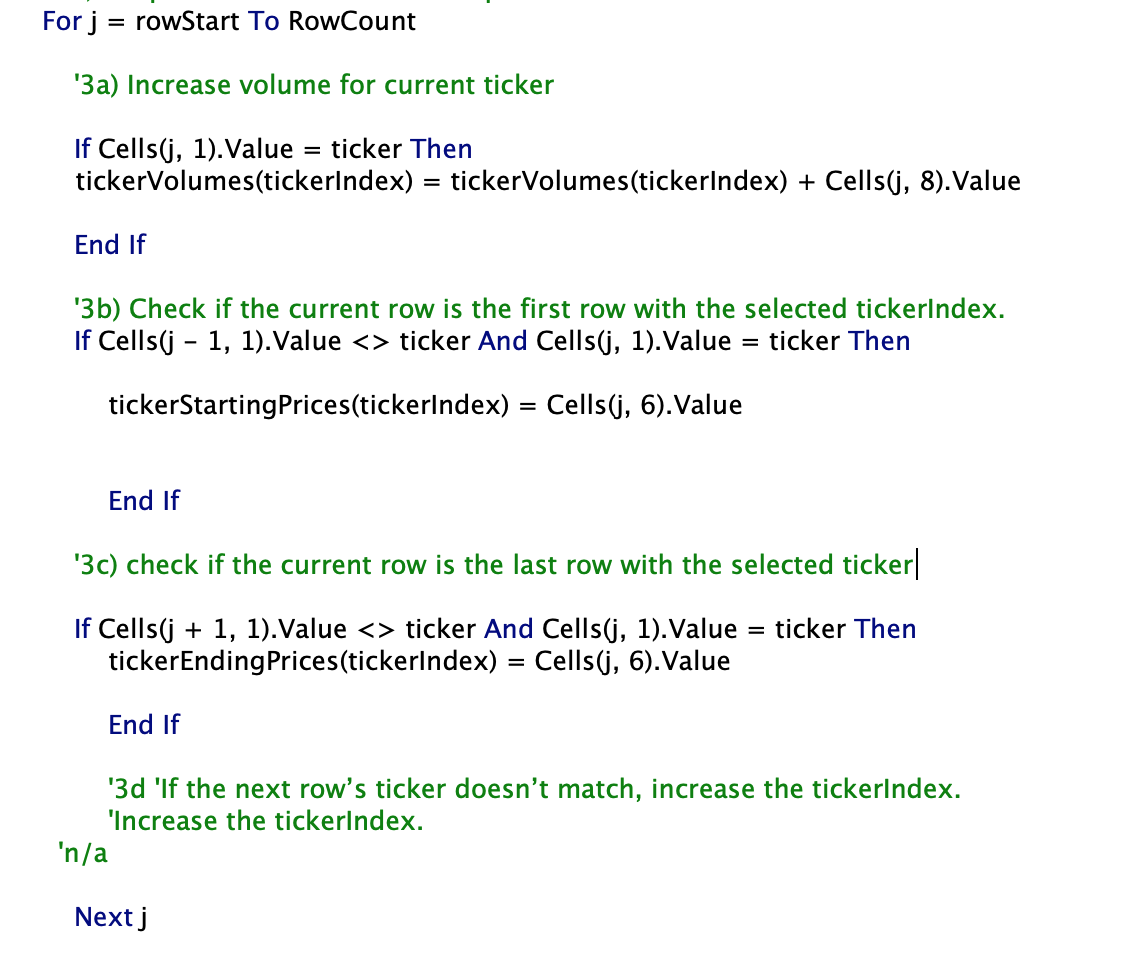 For j = rowStart To RowCount
'3a) Increase volume for current ticker
If Cells(j, 1).Value = ticker Then
tickerVolumes(tickerIndex) = tickerVolumes(tickerIndex) + Cells(j, 8).Value
End If
'3b) Check if the current row is the first row with the selected tickerIndex.
If Cells(j - 1, 1).Value <> ticker And Cells(j, 1).Value = ticker Then
tickerStartingPrices(tickerIndex) = Cells(j, 6).Value
End If
'3c) check if the current row is the last row with the selected ticker
If Cells(j + 1, 1).Value <> ticker And Cells(j, 1).Value = ticker Then
tickerEndingPrices(tickerIndex) = Cells(j, 6).Value
End If
'3d 'If the next row’s ticker doesn’t match, increase the tickerIndex.
'Increase the tickerIndex.
'n/a
Next j